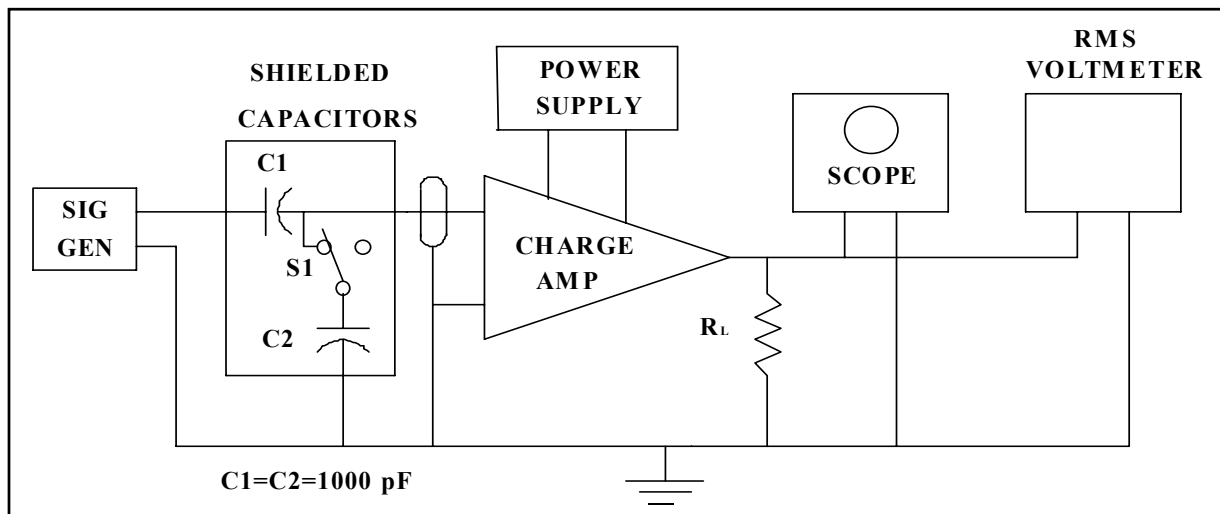 RMS
VOLTMETER
POWER
SUPPLY
SHIELDED
CAPACITORS
C1
SCOPE
SIG
GEN
S1
CHARGE
AMP
C2
RL
C1=C2=1000 pF